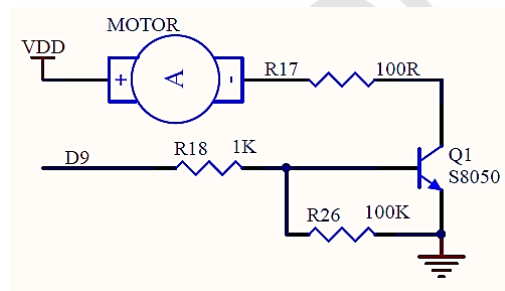 MOTOR
VDD
+ A -
R17 100R
D9
R18 1K
Q1
S8050
R26 100K